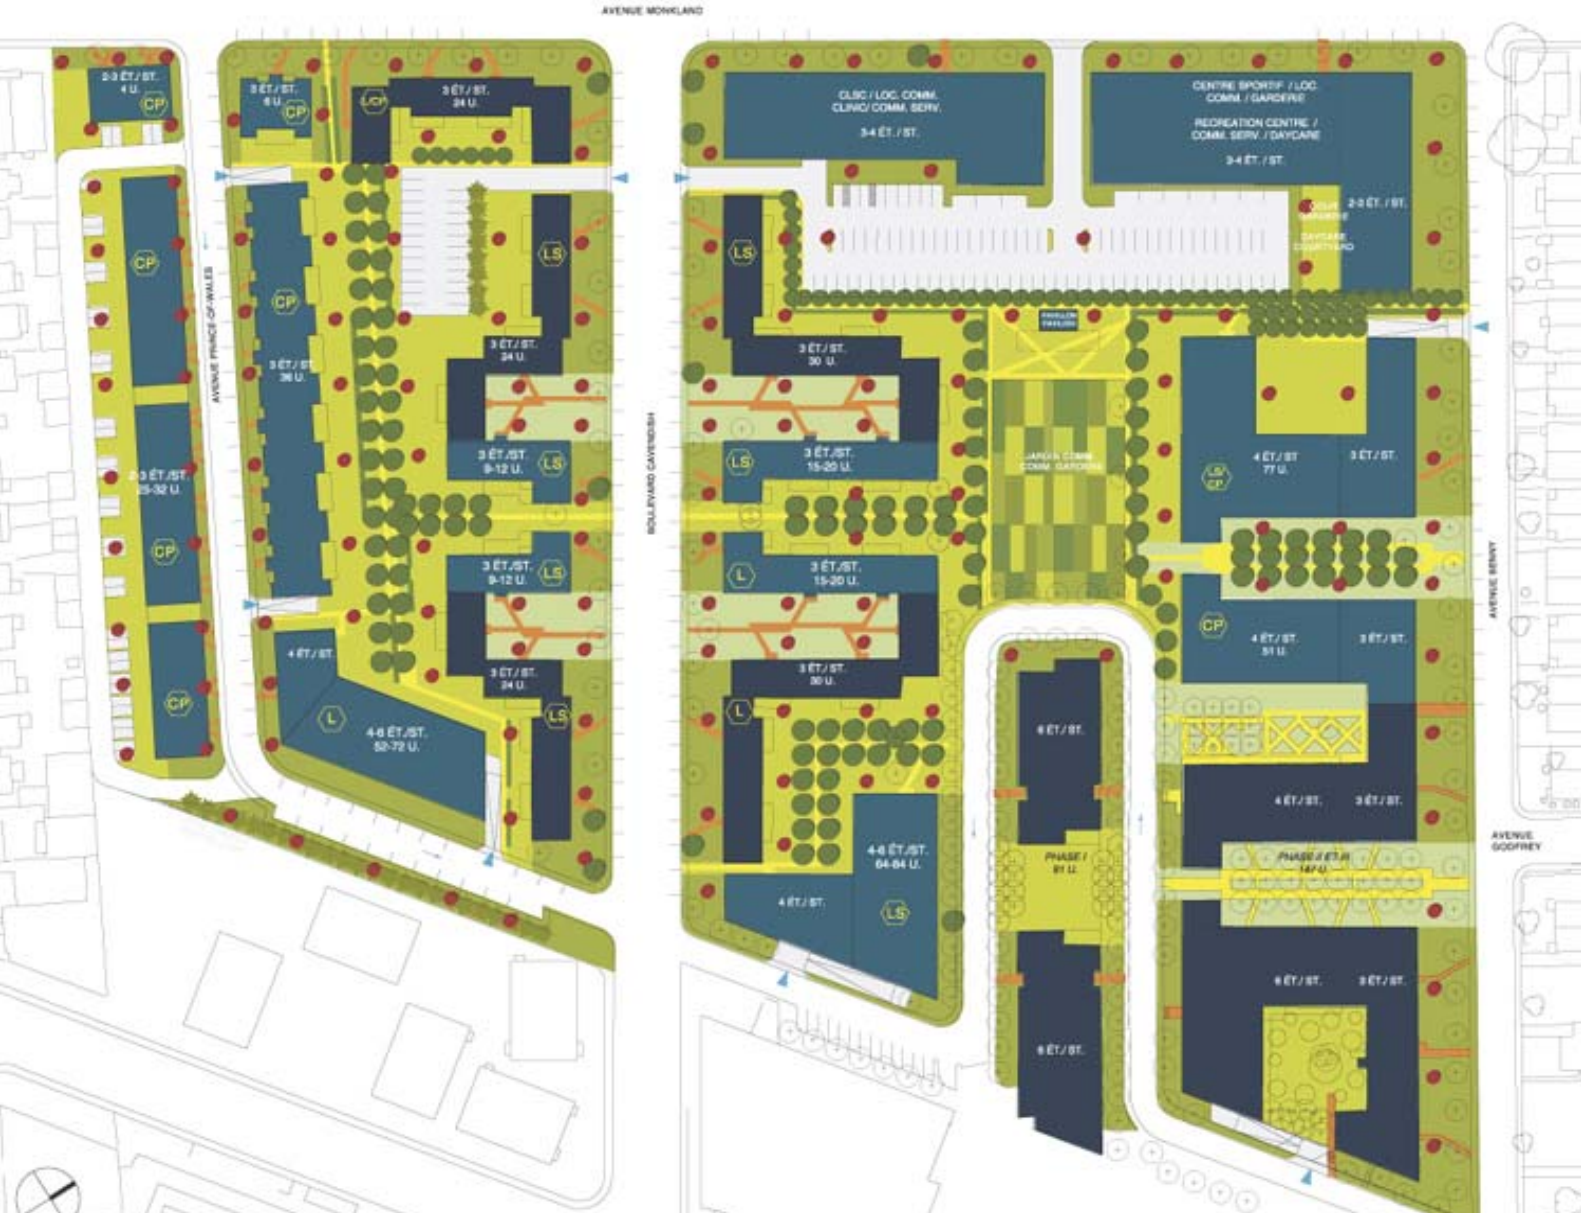 AVENUE MONKLAND
2-3 ÉT./ST.
4 U.
CP
3 ÉT./ST.
6 U.
CP
L/CP
3 ÉT./ST.
24 U.
CLSC / LOC. COMM.
CLINIC/ COMM. SERV.
3-4 ÉT. / ST.
CENTRE SPORTIF / LOC.
COMM. / GARDERIE
RECREATION CENTRE /
COMM. SERV. / DAYCARE
3-4 ÉT. / ST.
2-3 ÉT. / ST.
DAYCARE
COURTYARD
CP
AVENUE PRINCE-OF-WALES
CP
3 ÉT./ ST.
36 U.
LS
LS
3 ÉT./ ST.
24 U.
3 ÉT./ ST.
30 U.
PAVILLON
PAVILION
BOULEVARD CAVENDISH
3 ÉT./ST.
9-12 U.
LS
LS
3 ÉT./ST.
15-20 U.
JARDIN COMM.
COMM. GARDENS
LS/
CP
4 ÉT./ ST
77 U.
3 ÉT./ ST.
2-3 ÉT./ST.
25-32 U.
CP
3 ÉT./ST.
9-12 U.
LS
L
3 ÉT./ST.
15-20 U.
AVENUE BENNY
CP
4 ÉT./ ST.
51 U.
3 ÉT./ ST.
4 ÉT./ ST.
3 ÉT./ ST.
24 U.
3 ÉT./ ST.
30 U.
CP
L
4-6 ÉT./ST.
52-72 U.
LS
L
6 ÉT./ ST.
4 ÉT./ ST.
3 ÉT./ ST.
AVENUE
GODFREY
4-6 ÉT./ST.
64-84 U.
PHASE I
91 U.
PHASE II ET III
147 U.
4 ÉT./ ST.
LS
6 ÉT./ ST.
3 ÉT./ ST.
6 ÉT./ ST.